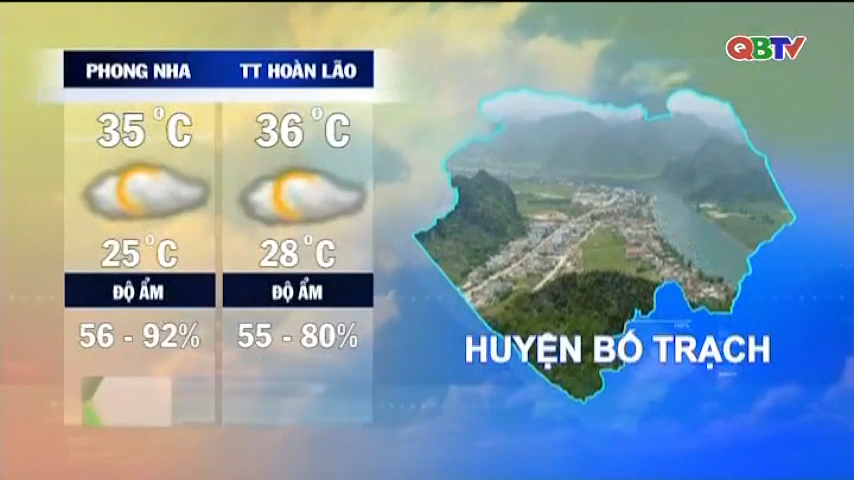 QBTV
PHONG NHA
TT HOÀN LÃO
35°C
36°C
25°C
28°C
ĐỘ ẨM
ĐỘ ẨM
56 - 92%
55 - 80%
HUYỆN BỐ TRẠCH